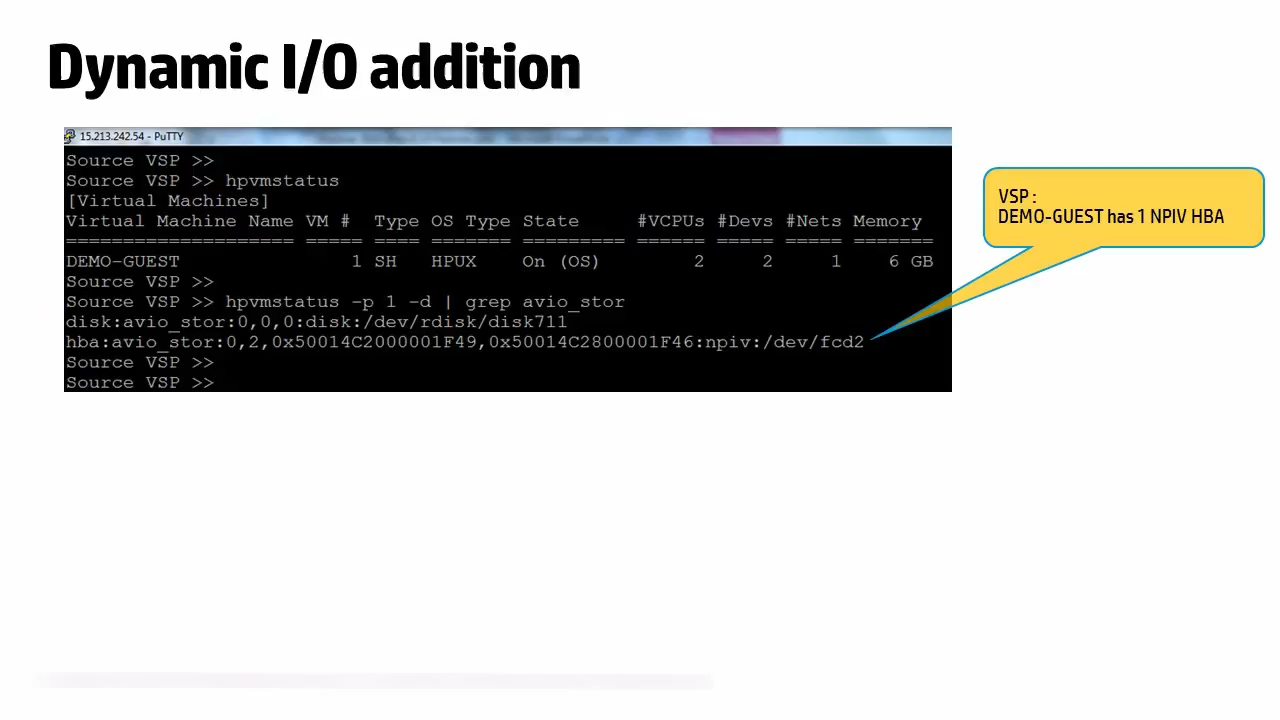 Dynamic I/O addition
15.213.242.54 - PuTTY
Source VSP >>
Source VSP >> hpvmstatus
[Virtual Machines]
Virtual Machine Name VM # Type OS Type State #VCPUs #Devs #Nets Memory
==================== ===== ==== ======= ========= ====== ===== ===== =======
DEMO-GUEST 1 SH HPUX On (OS) 2 2 1 6 GB
Source VSP >>
Source VSP >> hpvmstatus -p 1 -d | grep avio_stor
disk:avio_stor:0,0,0:disk:/dev/rdisk/disk711
hba:avio_stor:0,2,0x50014C2000001F49,0x50014C2800001F46:npiv:/dev/fcd2
Source VSP >>
Source VSP >>
VSP :
DEMO-GUEST has 1 NPIV HBA